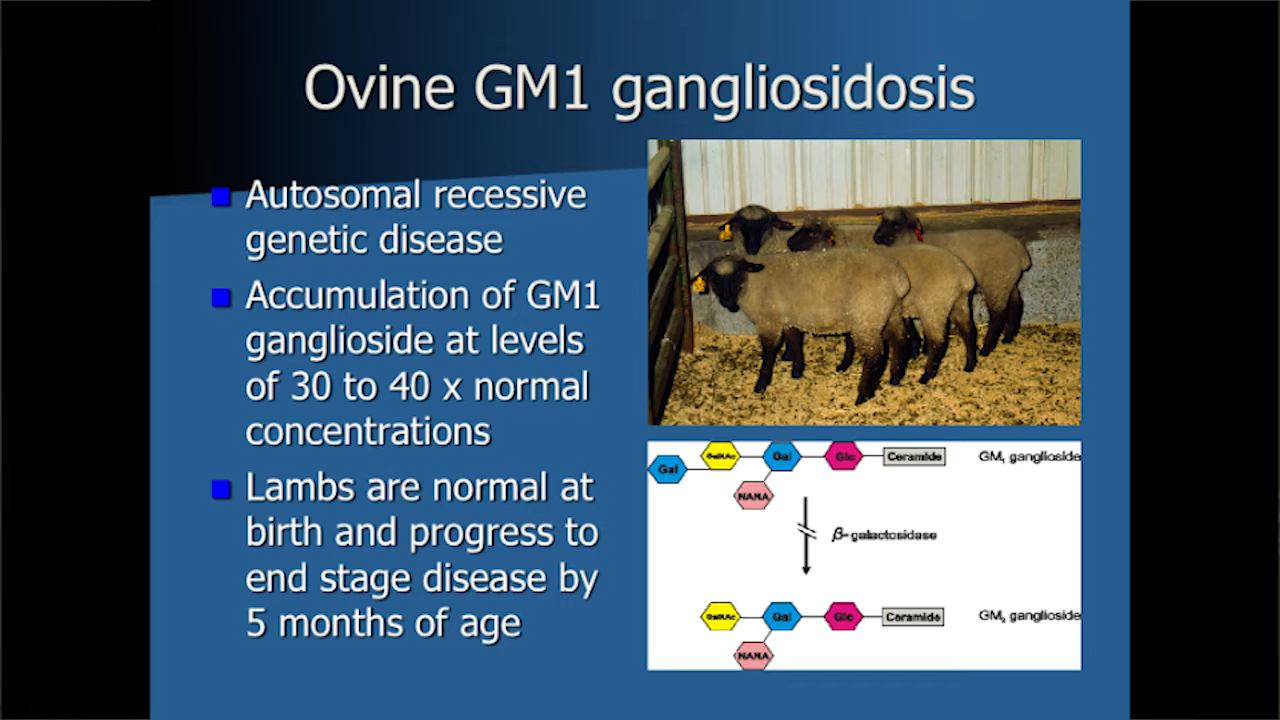 Ovine GM1 gangliosidosis
Autosomal recessive
genetic disease
Accumulation of GM1
ganglioside at levels
of 30 to 40 x normal
concentrations
Lambs are normal at
birth and progress to
end stage disease by
5 months of age
Gal GalNAc Gal Glc Ceramide GM₁ ganglioside
NANA
β-galactosidase
GalNAc Gal Glc Ceramide GM₂ ganglioside
NANA